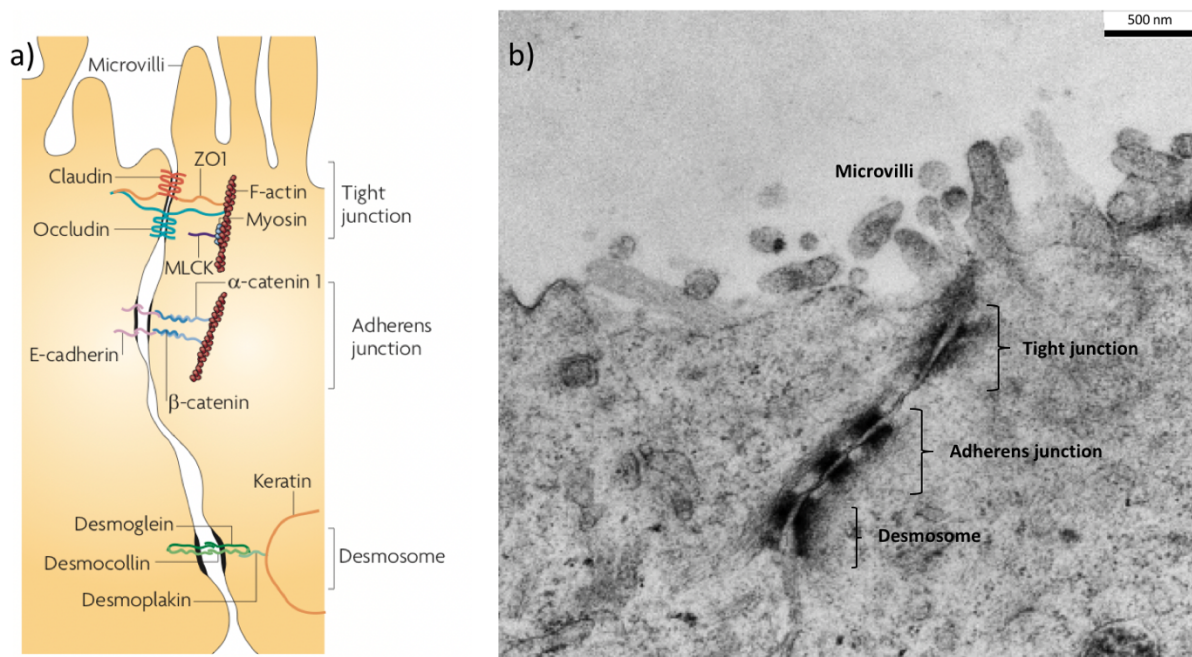 a)
Microvilli
Claudin
ZO1
F-actin
Myosin
Occludin
MLCK
Tight
junction
α-catenin 1
E-cadherin
β-catenin
Adherens
junction
Keratin
Desmoglein
Desmocollin
Desmoplakin
Desmosome
b)
500 nm
Microvilli
Tight junction
Adherens junction
Desmosome